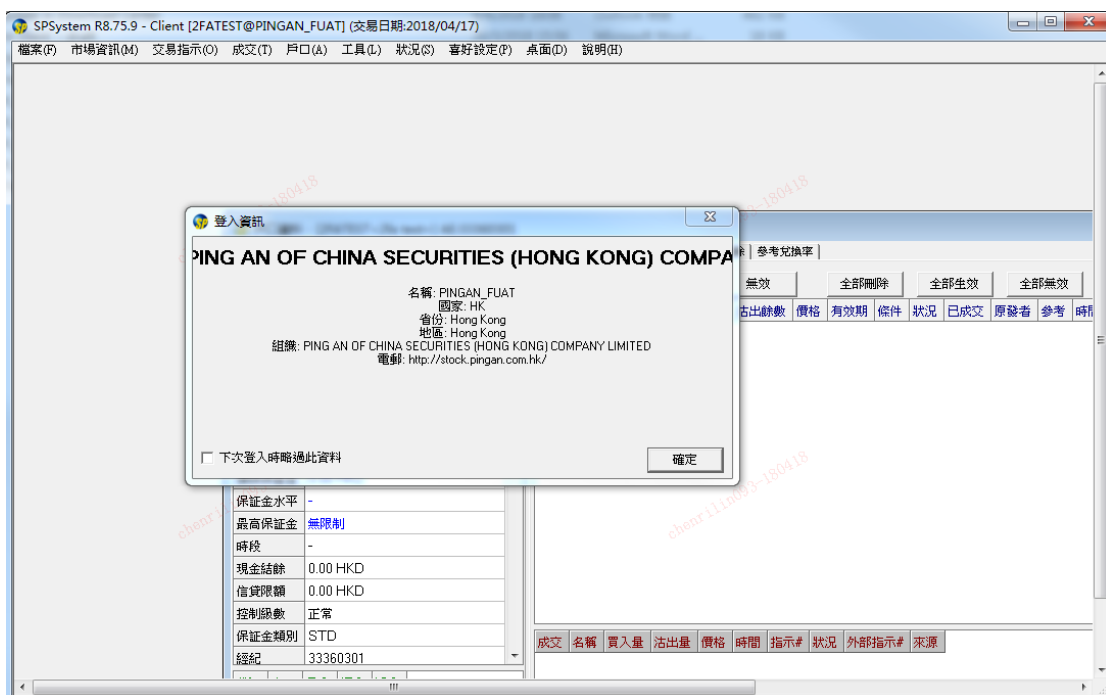 SPSystem R8.75.9 - Client [2FATEST@PINGAN_FUAT] (交易日期:2018/04/17)
檔案(F) 市場資訊(M) 交易指示(O) 成交(T) 戶口(A) 工具(L) 狀況(S) 喜好設定(P) 桌面(D) 說明(H)
登入資訊
PING AN OF CHINA SECURITIES (HONG KONG) COMPA
名稱: PINGAN_FUAT
國家: HK
省份: Hong Kong
地區: Hong Kong
組織: PING AN OF CHINA SECURITIES (HONG KONG) COMPANY LIMITED
電郵: http://stock.pingan.com.hk/
下次登入時略過此資料
確定
參考兌換率
無效 全部刪除 全部生效 全部無效
沽出餘數 價格 有效期 條件 狀況 已成交 原發者 參考 時
保証金水平 -
最高保証金 無限制
時段 -
現金結餘 0.00 HKD
信貸限額 0.00 HKD
控制級數 正常
保証金類別 STD
經紀 33360301
成交 名稱 買入量 沽出量 價格 時間 指示# 狀況 外部指示# 來源
chenrilin093-180418